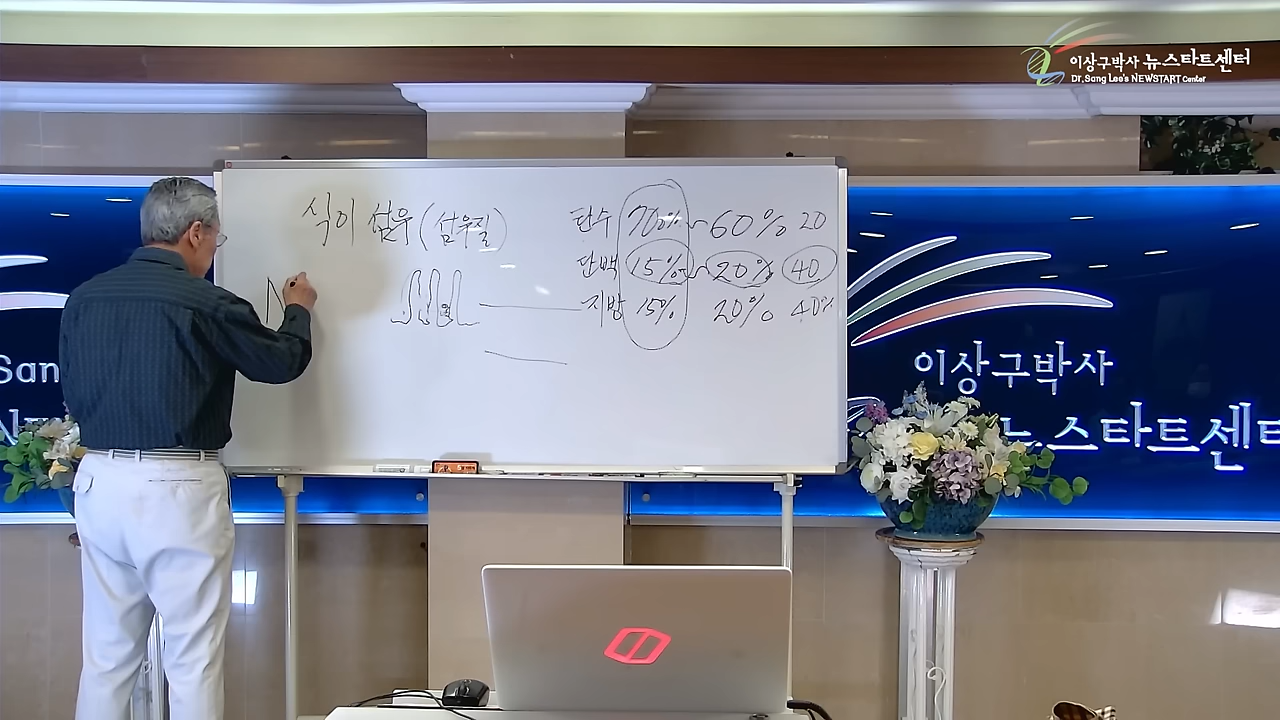 이상구박사 뉴스타트센터
Dr. Sang Lee's NEWSTART Center
식이 섬유 (섬유질)
탄수 70% ~ 60% 20
단백 15% ~ 20% 40
지방 15% 20% 40%
N
San
이상구박사
뉴스타트센터